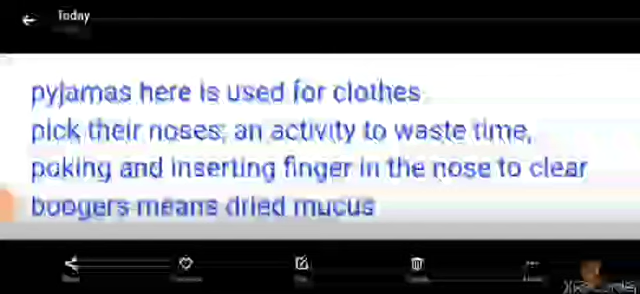 Today
pyjamas here is used for clothes
pick their noses; an activity to waste time,
poking and inserting finger in the nose to clear
boogers means dried mucus